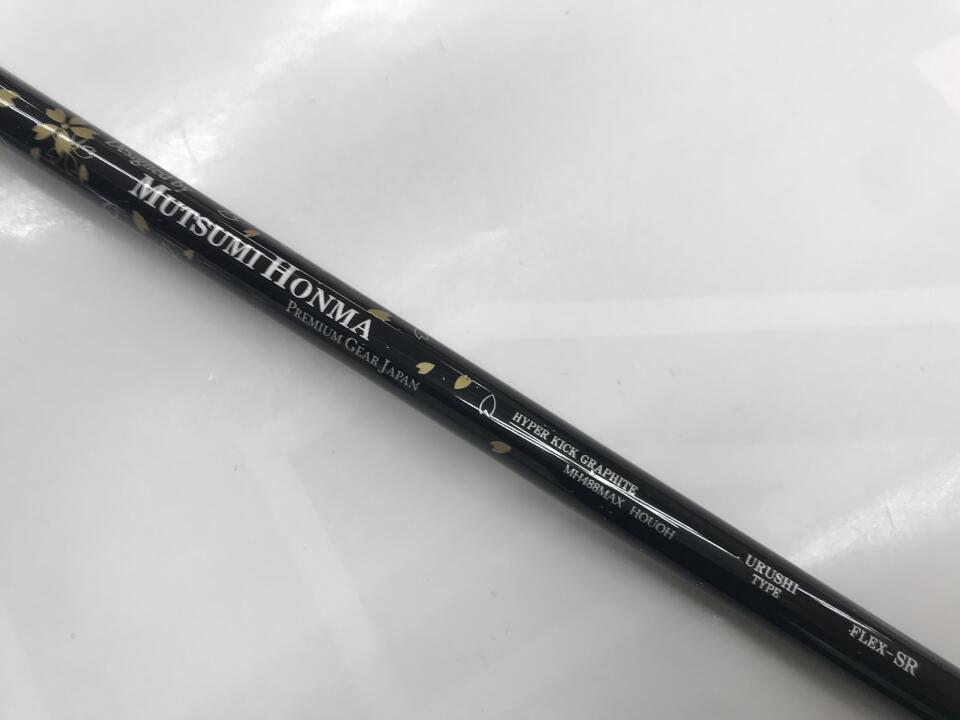 Designed by
MUTSUMI HONMA
PREMIUM GEAR JAPAN
HYPER KICK GRAPHITE
MH488MAX HOUOH
URUSHI
TYPE
FLEX-SR